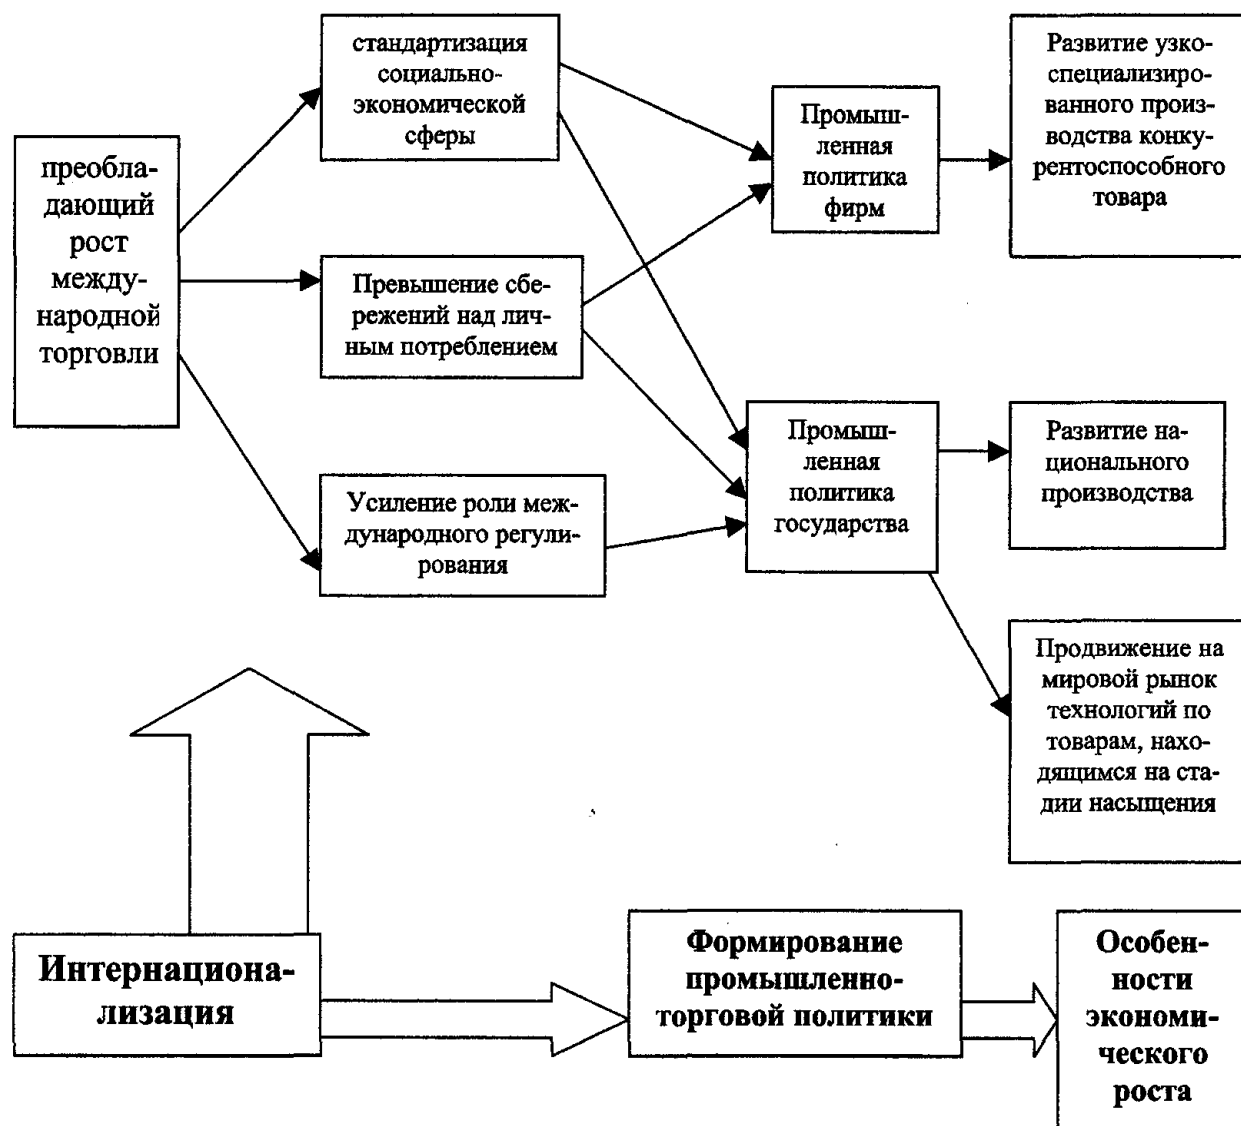 преобла-
дающий
рост
между-
народной
торговли
стандартизация
социально-
экономической
сферы
Превышение сбе-
режений над лич-
ным потреблением
Усиление роли меж-
дународного регули-
рования
Промыш-
ленная
политика
фирм
Промыш-
ленная
политика
государства
Развитие узко-
специализиро-
ванного произ-
водства конку-
рентоспособного
товара
Развитие на-
ционального
производства
Продвижение на
мировой рынок
технологий по
товарам, нахо-
дящимся на ста-
дии насыщения
Интернациона-
лизация
Формирование
промышленно-
торговой политики
Особен-
ности
экономи-
ческого
роста